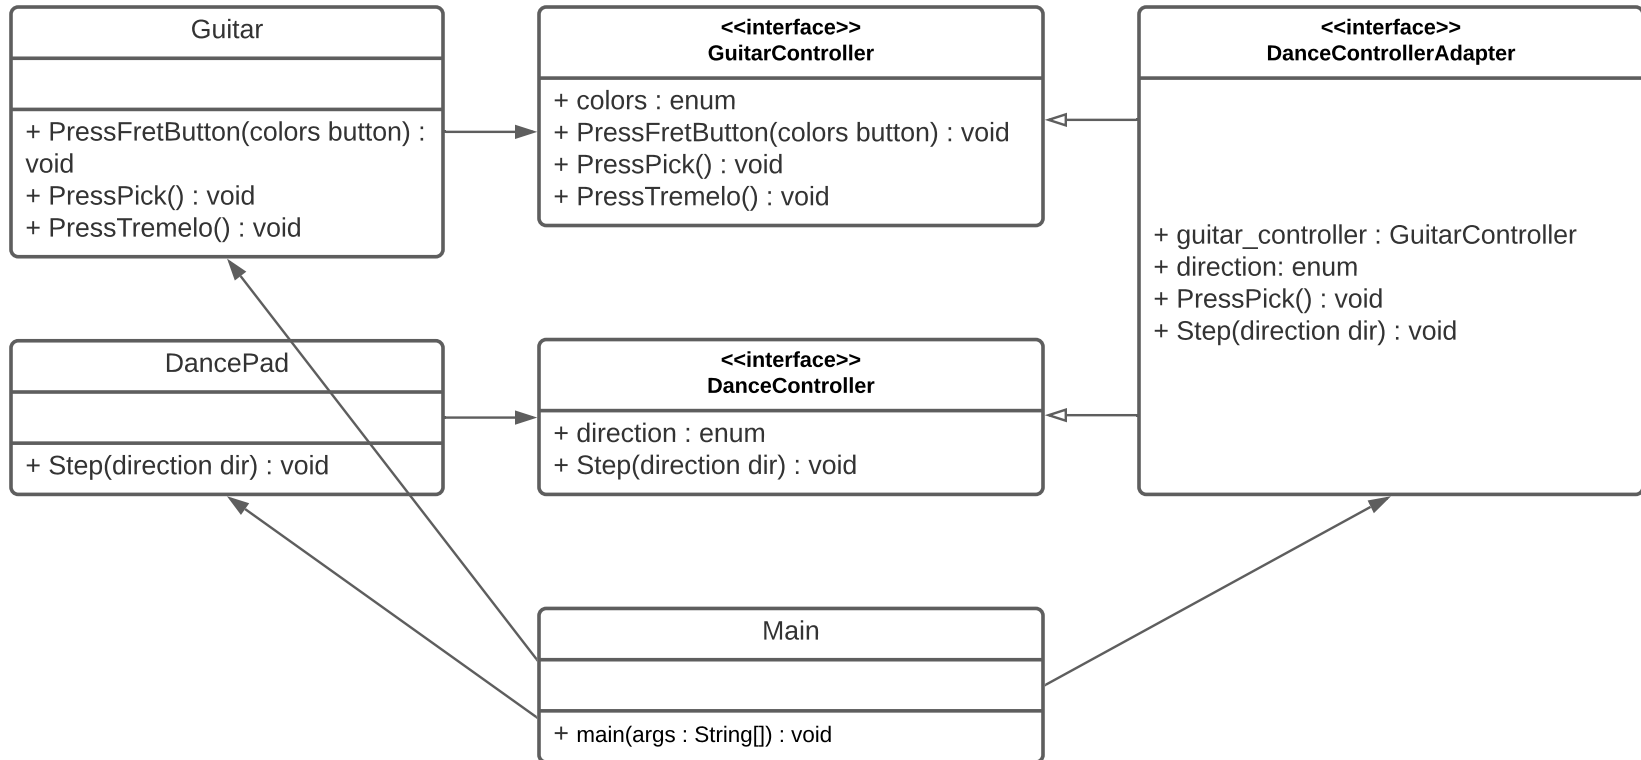 Guitar
+ PressFretButton(colors button) :
void
+ PressPick() : void
+ PressTremelo() : void
<<interface>>
GuitarController
+ colors : enum
+ PressFretButton(colors button) : void
+ PressPick() : void
+ PressTremelo() : void
<<interface>>
DanceControllerAdapter
+ guitar_controller : GuitarController
+ direction: enum
+ PressPick() : void
+ Step(direction dir) : void
DancePad
+ Step(direction dir) : void
<<interface>>
DanceController
+ direction : enum
+ Step(direction dir) : void
Main
+ main(args : String[]) : void